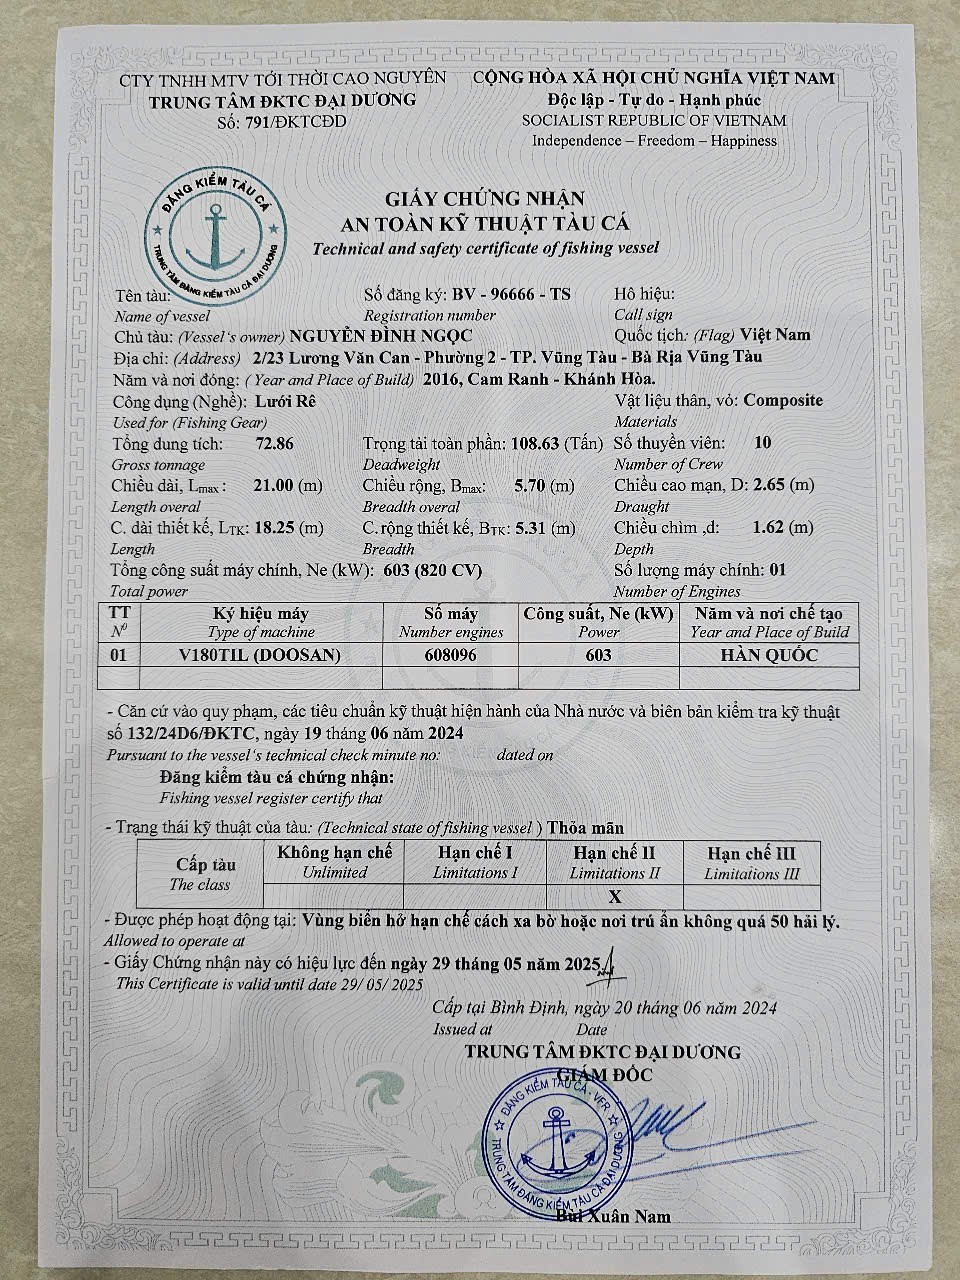 CTY TNHH MTV TỚI THỜI CAO NGUYÊN
TRUNG TÂM ĐKTC ĐẠI DƯƠNG
Số: 791/ĐKTCĐD
CỘNG HÒA XÃ HỘI CHỦ NGHĨA VIỆT NAM
Độc lập - Tự do - Hạnh phúc
SOCIALIST REPUBLIC OF VIETNAM
Independence – Freedom – Happiness
ĐĂNG KIỂM TÀU CÁ
TRUNG TÂM ĐĂNG KIỂM TÀU CÁ ĐẠI DƯƠNG
GIẤY CHỨNG NHẬN
AN TOÀN KỸ THUẬT TÀU CÁ
Technical and safety certificate of fishing vessel
Tên tàu: Số đăng ký: BV - 96666 - TS Hô hiệu:
Name of vessel Registration number Call sign
Chủ tàu: (Vessel's owner) NGUYỄN ĐÌNH NGỌC Quốc tịch: (Flag) Việt Nam
Địa chỉ: (Address) 2/23 Lương Văn Can - Phường 2 - TP. Vũng Tàu - Bà Rịa Vũng Tàu
Năm và nơi đóng: ( Year and Place of Build) 2016, Cam Ranh - Khánh Hòa.
Công dụng (Nghề): Lưới Rê Vật liệu thân, vỏ: Composite
Used for (Fishing Gear) Materials
Tổng dung tích: 72.86 Trọng tải toàn phần: 108.63 (Tấn) Số thuyền viên: 10
Gross tonnage Deadweight Number of Crew
Chiều dài, Lmax : 21.00 (m) Chiều rộng, Bmax: 5.70 (m) Chiều cao mạn, D: 2.65 (m)
Length overal Breadth overal Draught
C. dài thiết kế, LTK: 18.25 (m) C.rộng thiết kế, BTK: 5.31 (m) Chiều chìm ,d: 1.62 (m)
Length Breadth Depth
Tổng công suất máy chính, Ne (kW): 603 (820 CV) Số lượng máy chính: 01
Total power Number of Engines
TT Ký hiệu máy Số máy Công suất, Ne (kW) Năm và nơi chế tạo
N⁰ Type of machine Number engines Power Year and Place of Build
01 V180TIL (DOOSAN) 608096 603 HÀN QUỐC
- Căn cứ vào quy phạm, các tiêu chuẩn kỹ thuật hiện hành của Nhà nước và biên bản kiểm tra kỹ thuật
số 132/24D6/ĐKTC, ngày 19 tháng 06 năm 2024
Pursuant to the vessel's technical check minute no: dated on
Đăng kiểm tàu cá chứng nhận:
Fishing vessel register certify that
- Trạng thái kỹ thuật của tàu: (Technical state of fishing vessel ) Thỏa mãn
Cấp tàu Không hạn chế Hạn chế I Hạn chế II Hạn chế III
The class Unlimited Limitations I Limitations II Limitations III
X
- Được phép hoạt động tại: Vùng biển hở hạn chế cách xa bờ hoặc nơi trú ẩn không quá 50 hải lý.
Allowed to operate at
- Giấy Chứng nhận này có hiệu lực đến ngày 29 tháng 05 năm 2025
This Certificate is valid until date 29/ 05/ 2025
Cấp tại Bình Định, ngày 20 tháng 06 năm 2024
Issued at Date
TRUNG TÂM ĐKTC ĐẠI DƯƠNG
GIÁM ĐỐC
ĐĂNG KIỂM TÀU CÁ - VFR
TRUNG TÂM ĐĂNG KIỂM TÀU CÁ ĐẠI DƯƠNG
Bùi Xuân Nam